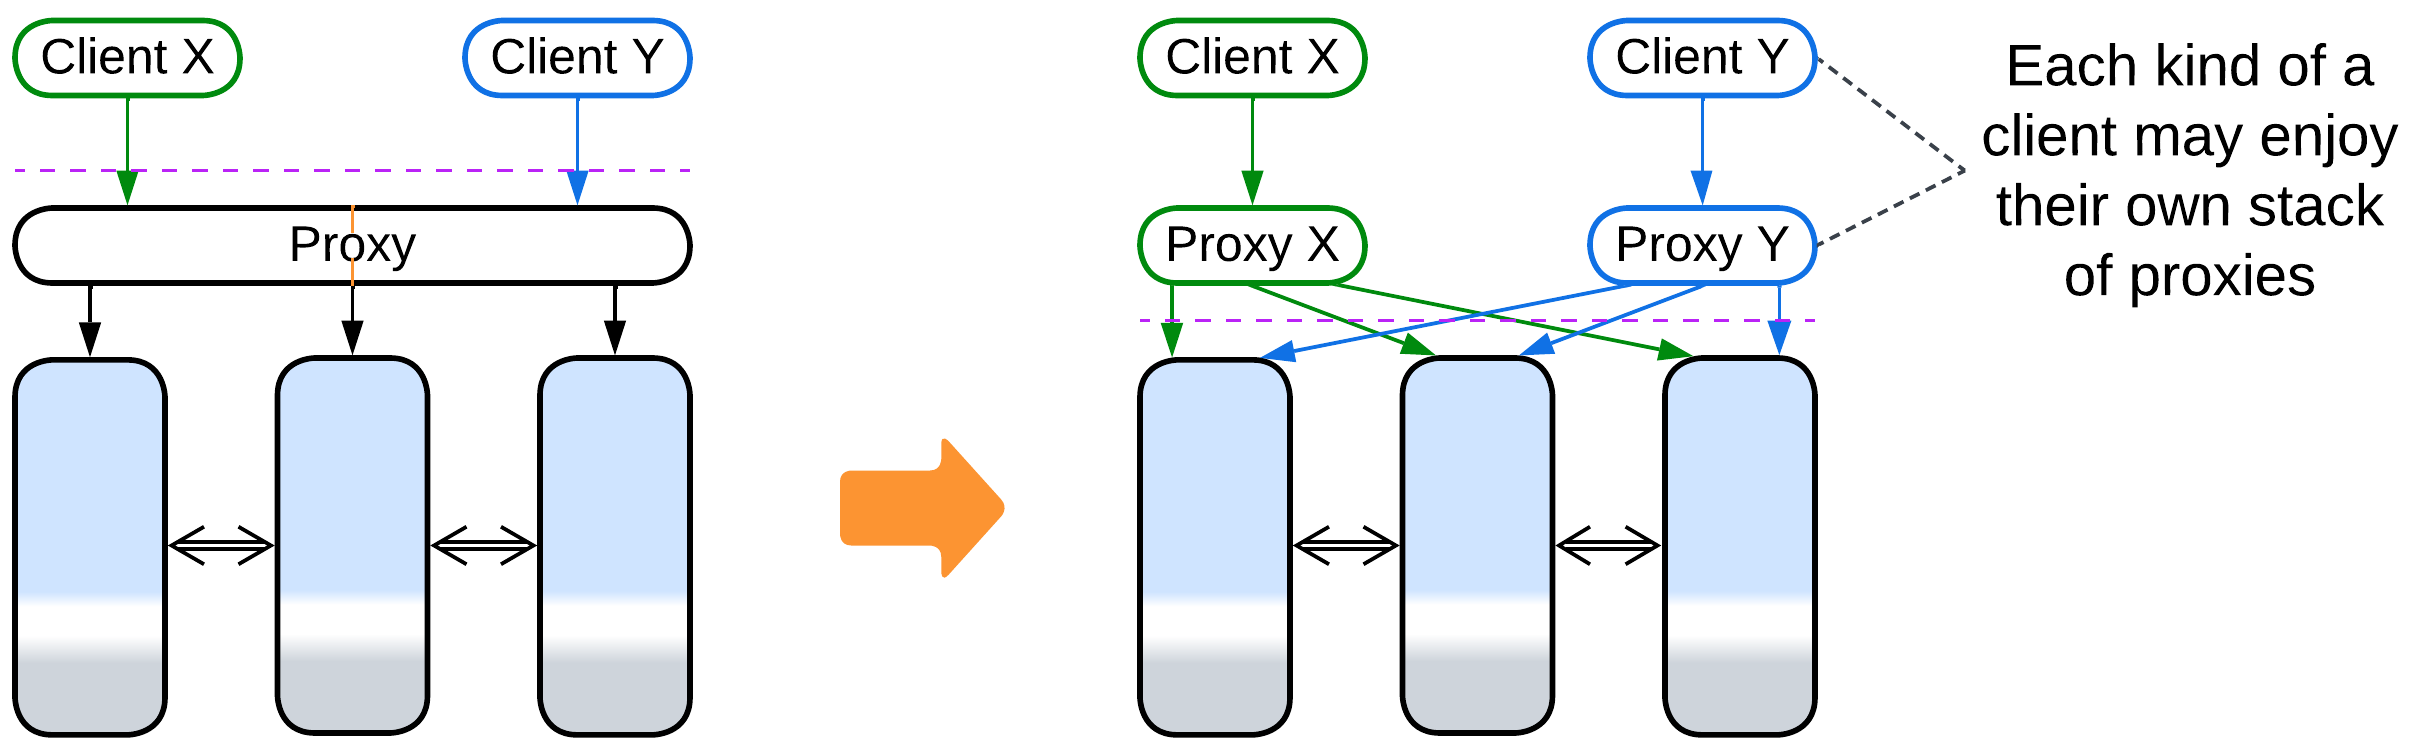 Client X
Client Y
Proxy
Client X
Client Y
Proxy X
Proxy Y
Each kind of a
client may enjoy
their own stack
of proxies